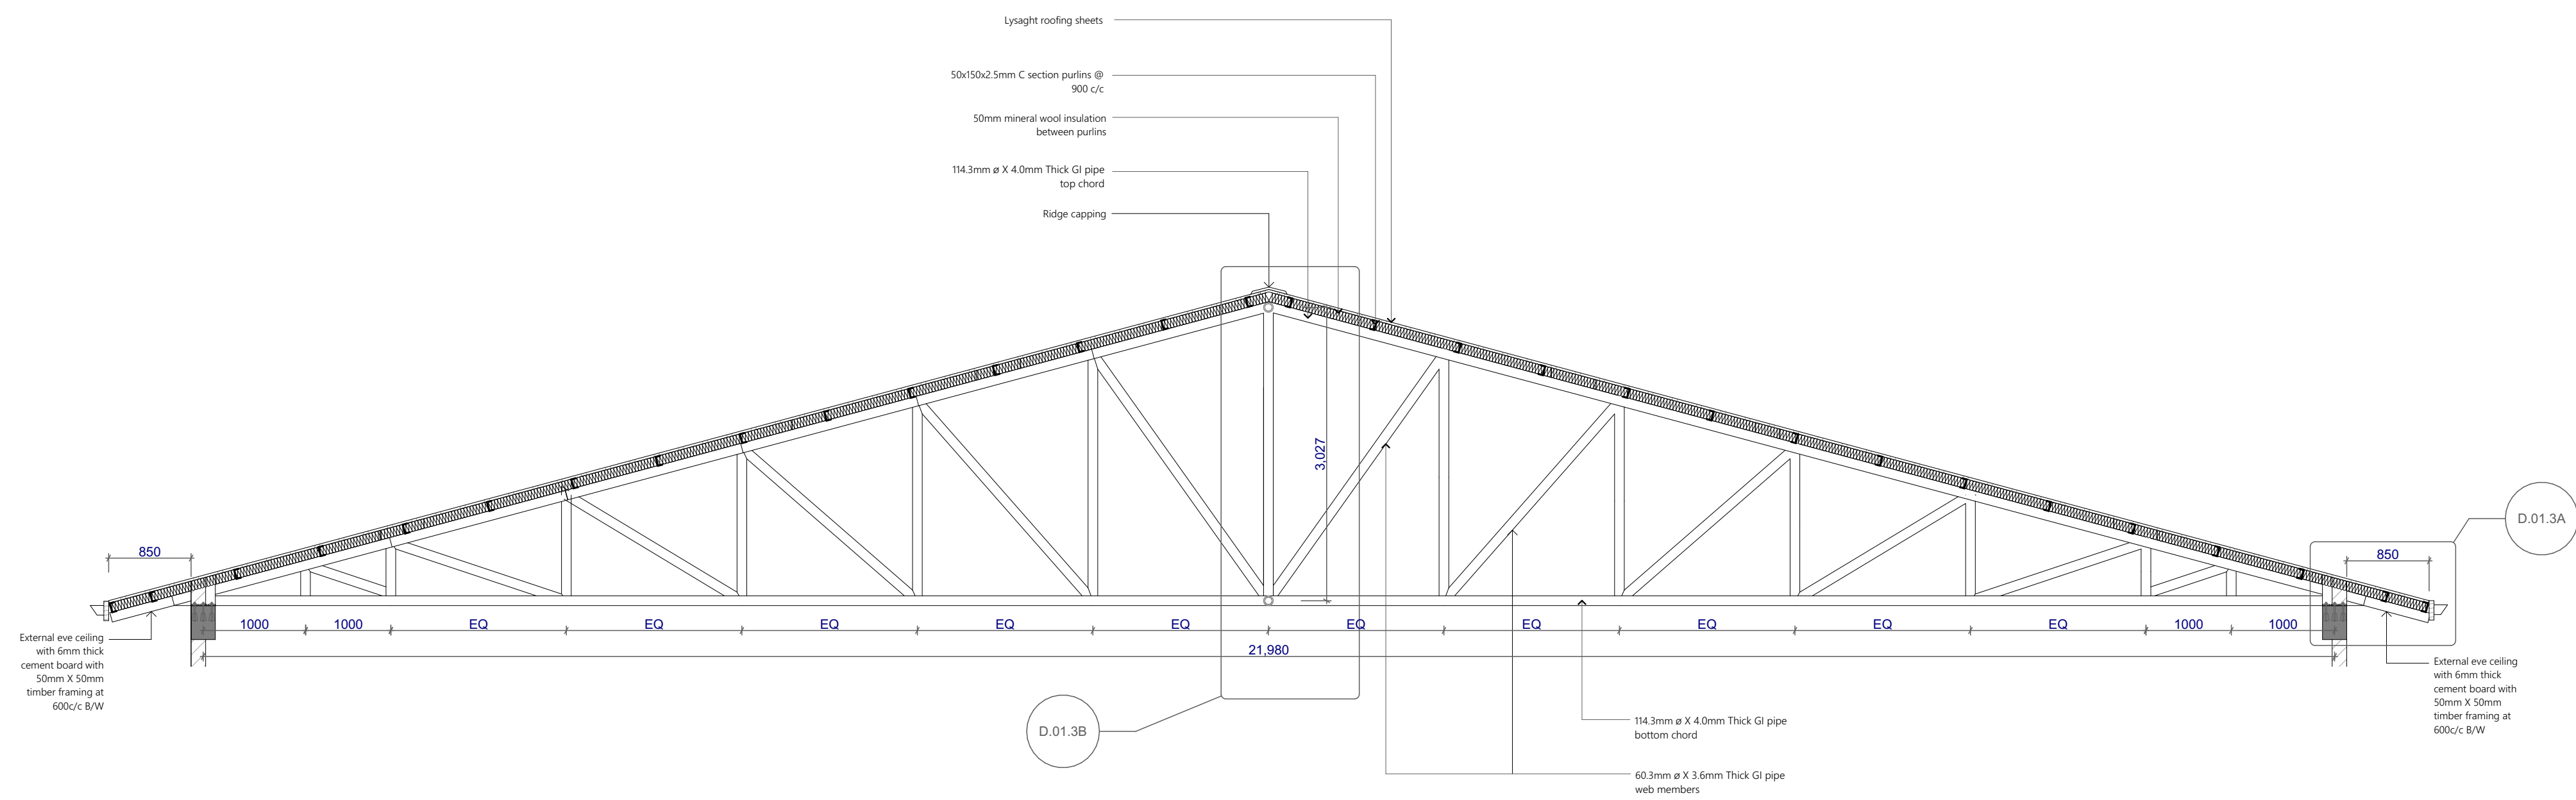 Lysaght roofing sheets
50x150x2.5mm C section purlins @
900 c/c
50mm mineral wool insulation
between purlins
114.3mm ø X 4.0mm Thick GI pipe
top chord
Ridge capping
3,027
D.01.3A
850
850
1000
1000
EQ
EQ
EQ
EQ
EQ
EQ
EQ
EQ
EQ
EQ
1000
1000
21,980
External eve ceiling
with 6mm thick
cement board with
50mm X 50mm
timber framing at
600c/c B/W
External eve ceiling
with 6mm thick
cement board with
50mm X 50mm
timber framing at
600c/c B/W
D.01.3B
114.3mm ø X 4.0mm Thick GI pipe
bottom chord
60.3mm ø X 3.6mm Thick GI pipe
web members